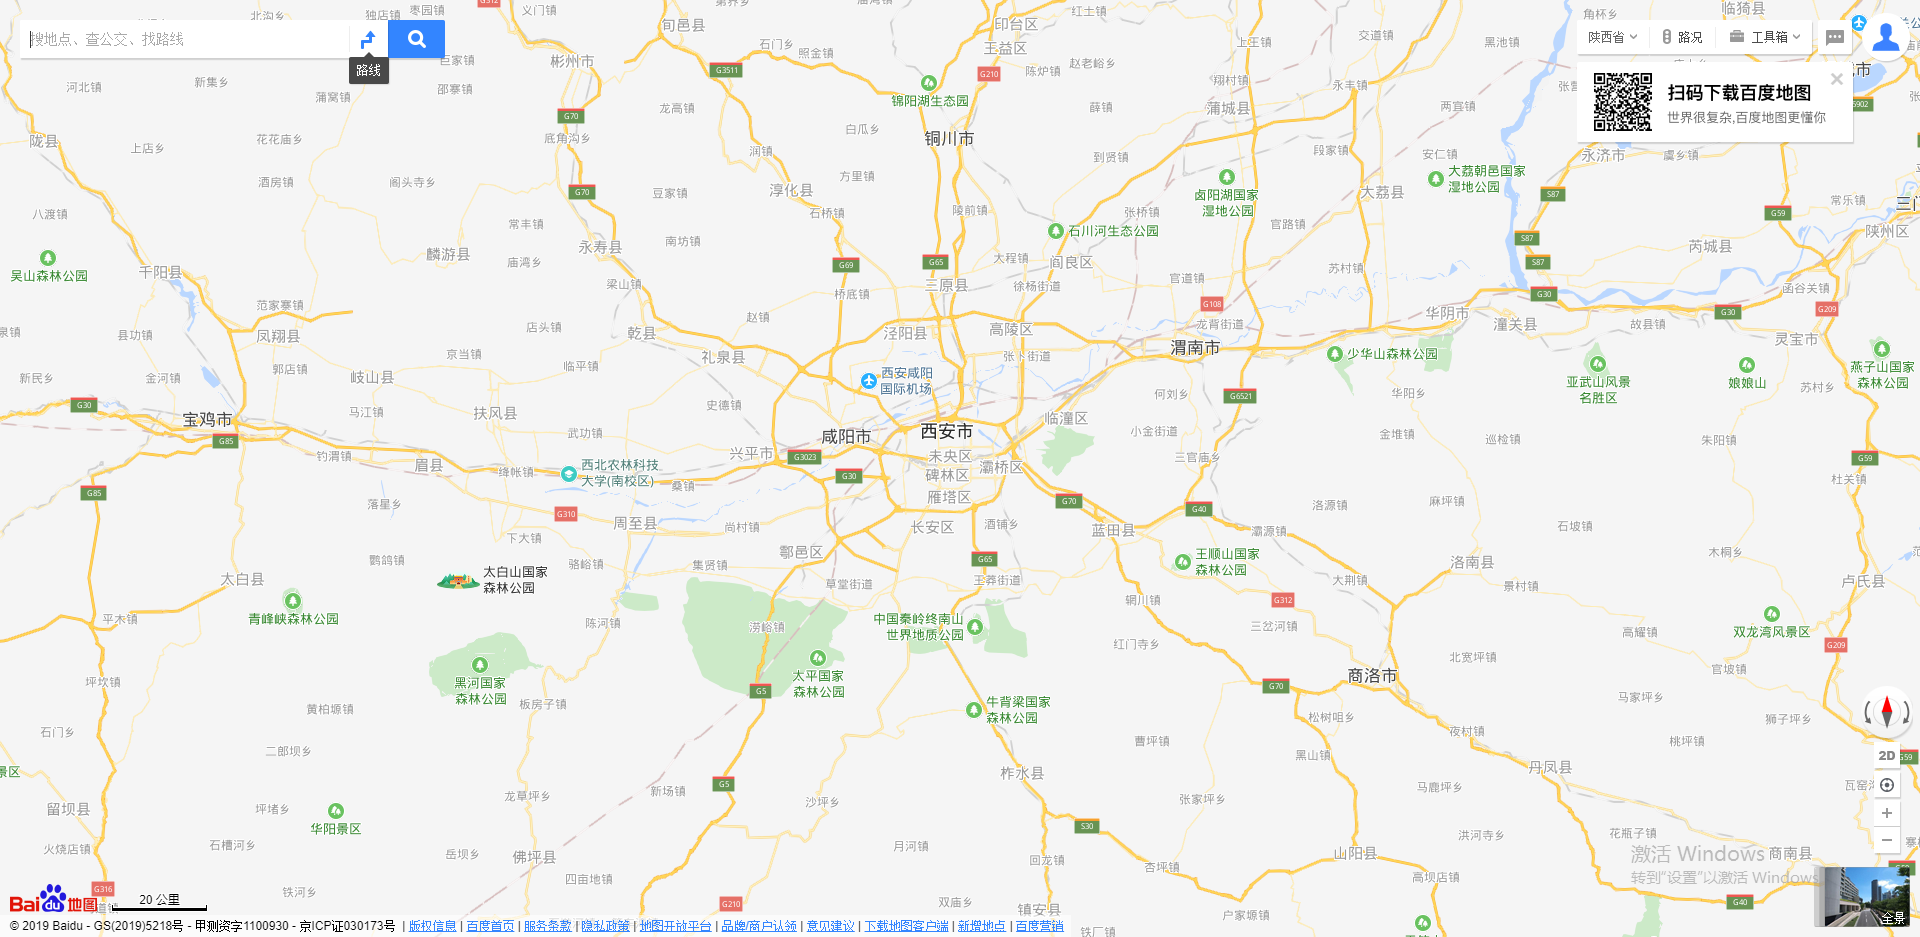 搜地点、查公交、找路线
路线
陕西省
路况
工具箱
扫码下载百度地图
世界很复杂,百度地图更懂你
北沟乡
独店镇
枣园镇
义门镇
旬邑县
印台区
红土镇
角杯乡
临猗县
彬州市
巨家镇
石门乡
照金镇
王益区
上王镇
交道镇
黑池镇
河北镇
新集乡
蒲窝镇
邵寨镇
G3511
G210
陈炉镇
赵老峪乡
翔村镇
永丰镇
龙高镇
锦阳湖生态园
薛镇
蒲城县
两宜镇
G70
陇县
上店乡
花花庙乡
底角沟乡
白瓜乡
铜川市
润镇
到贤镇
段家镇
安仁镇
永济市
虞乡镇
酒房镇
阁头寺乡
G70
豆家镇
淳化县
方里镇
卤阳湖国家
湿地公园
大荔县
大荔朝邑国家
湿地公园
S87
常乐镇
八渡镇
常丰镇
石桥镇
陵前镇
张桥镇
官路镇
G59
陕州区
麟游县
永寿县
南坊镇
石川河生态公园
S87
芮城县
吴山森林公园
千阳县
庙湾乡
G69
G65
大程镇
阎良区
官道镇
苏村镇
S87
梁山镇
桥底镇
三原县
徐杨街道
G108
G30
函谷关镇
范家寨镇
县功镇
凤翔县
店头镇
乾县
赵镇
泾阳县
高陵区
龙背街道
华阴市
潼关县
故县镇
G30
G209
灵宝市
京当镇
临平镇
礼泉县
张卜街道
渭南市
少华山森林公园
亚武山风景
名胜区
娘娘山
燕子山国家
森林公园
新民乡
金河镇
郭店镇
岐山县
西安咸阳
国际机场
何刘乡
G6521
华阳乡
苏村乡
G30
宝鸡市
G85
马江镇
扶风县
史德镇
咸阳市
西安市
临潼区
小金街道
金堆镇
巡检镇
朱阳镇
武功镇
兴平市
G3023
未央区
碑林区
灞桥区
三官庙乡
G59
钓渭镇
眉县
绛帐镇
西北农林科技
大学(南校区)
桑镇
G30
雁塔区
G70
杜关镇
G85
落星乡
G310
周至县
尚村镇
长安区
酒铺乡
蓝田县
G40
洛源镇
麻坪镇
灞源镇
石坡镇
下大镇
鹦鸽镇
骆峪镇
集贤镇
鄠邑区
G65
王顺山国家
森林公园
洛南县
木桐乡
太白县
太白山国家
森林公园
草堂街道
王莽街道
大荆镇
景村镇
卢氏县
青峰峡森林公园
平木镇
陈河镇
涝峪镇
中国秦岭终南山
世界地质公园
辋川镇
G312
三岔河镇
高耀镇
双龙湾风景区
红门寺乡
G209
黑河国家
森林公园
太平国家
森林公园
北宽坪镇
官坡镇
坪坎镇
G5
商洛市
G70
黄柏塬镇
板房子镇
牛背梁国家
森林公园
马家坪乡
石门乡
松树咀乡
狮子坪乡
夜村镇
二郎坝乡
曹坪镇
黑山镇
桃坪镇
2D
G59
景区
柞水县
丹凤县
留坝县
坪堵乡
龙草坪乡
新场镇
G5
沙坪乡
张家坪乡
马鹿坪乡
华阳景区
S30
洪河寺乡
花瓶子镇
火烧店镇
石槽河乡
岳坝乡
佛坪县
月河镇
回龙镇
杏坪镇
山阳县
商南县
激活 Windows
转到“设置”以激活 Windows
G316
铁河乡
四亩地镇
高坝店镇
Bai du 地图
20 公里
G210
双庙乡
镇安县
户家塬镇
G40
全景
铁厂镇
© 2019 Baidu - GS(2019)5218号 - 甲测资字1100930 - 京ICP证030173号 | 版权信息 | 百度首页 | 服务条款 | 隐私政策 | 地图开放平台 | 品牌/商户认领 | 意见建议 | 下载地图客户端 | 新增地点 | 百度营销